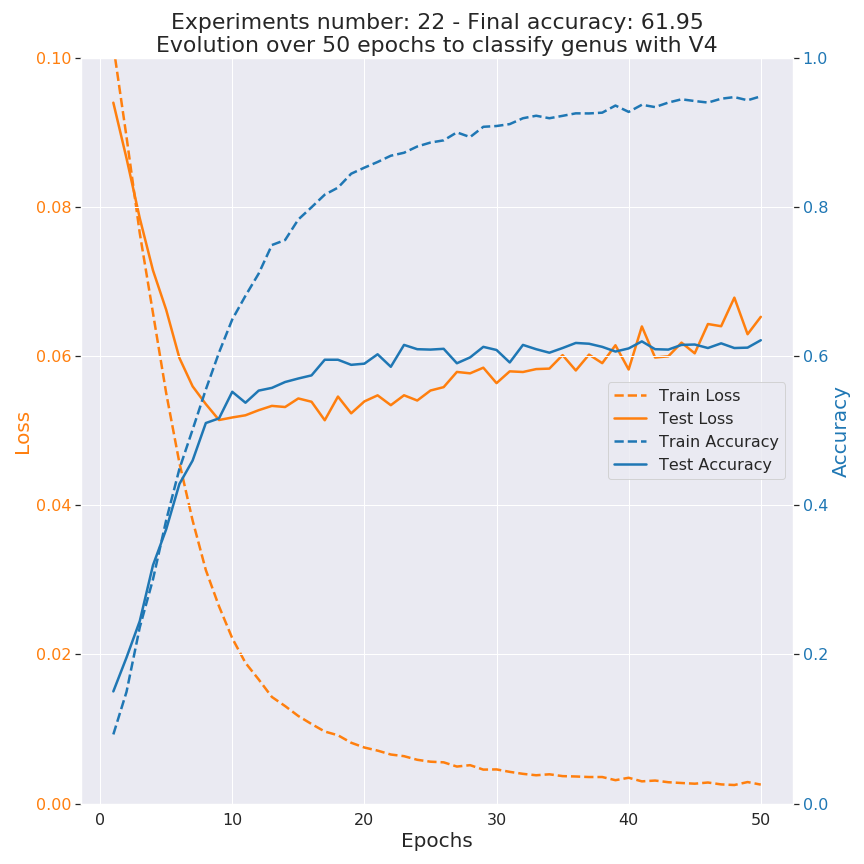 Experiments number: 22 - Final accuracy: 61.95
Evolution over 50 epochs to classify genus with V4
0.10
0.08
0.06
0.04
0.02
0.00
Loss
1.0
0.8
0.6
0.4
0.2
0.0
Accuracy
Train Loss
Test Loss
Train Accuracy
Test Accuracy
0 10 20 30 40 50
Epochs